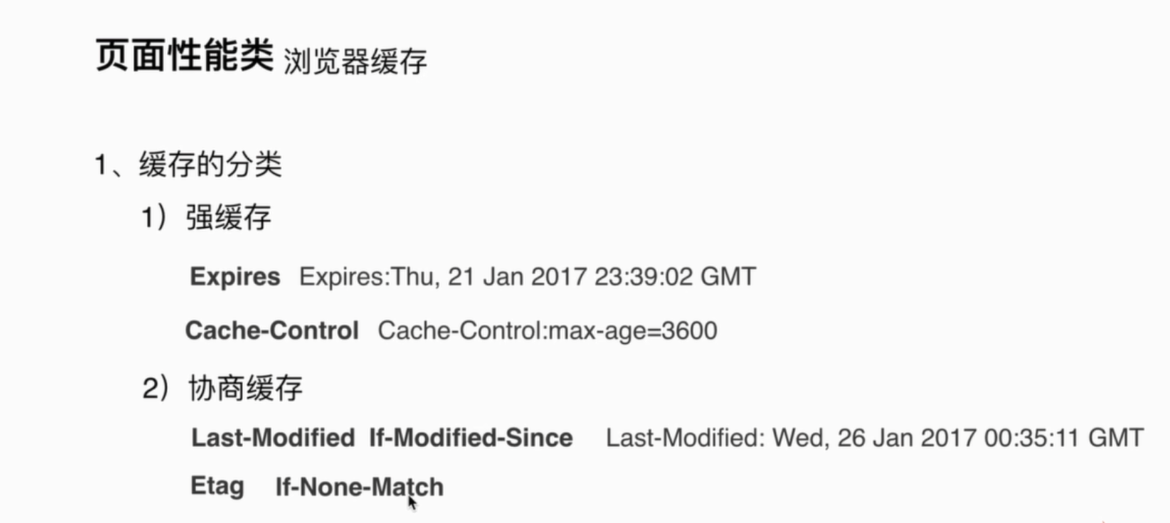 页面性能类 浏览器缓存
1、缓存的分类
1）强缓存
Expires Expires:Thu, 21 Jan 2017 23:39:02 GMT
Cache-Control Cache-Control:max-age=3600
2）协商缓存
Last-Modified If-Modified-Since Last-Modified: Wed, 26 Jan 2017 00:35:11 GMT
Etag If-None-Match